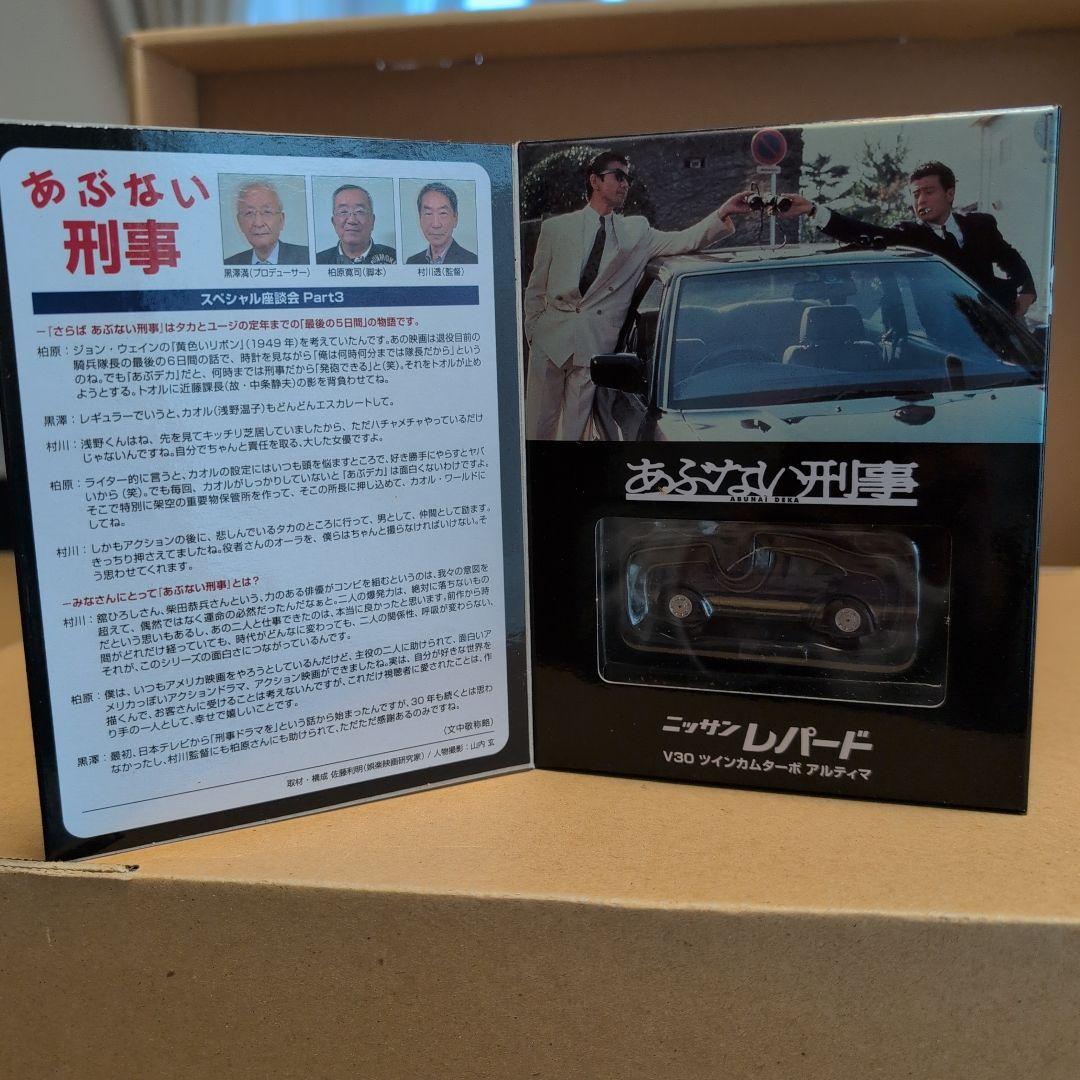 あぶない
刑事
黒澤満(プロデューサー)
柏原寛司(脚本)
村川透(監督)
スペシャル座談会 Part3
−『さらば あぶない刑事』はタカとユージの定年までの「最後の5日間」の物語です。
柏原：ジョン・ウェインの『黄色いリボン』(1949年)を考えていたんです。あの映画は退役目前の
騎兵隊長の最後の6日間の話で、時計を見ながら「俺は何時何分までは隊長だから」という
のね。でも「あぶデカ」だと、何時までは刑事だから「発砲できる」と(笑)。それをトオルが止め
ようとする。トオルに近藤課長(故・中条静夫)の影を背負わせてね。
黒澤：レギュラーでいうと、カオル(浅野温子)もどんどんエスカレートして。
村川：浅野くんはね、先を見てキッチリ芝居していましたから、ただハチャメチャやっているだけ
じゃないんですね。自分でちゃんと責任を取る、大した女優ですよ。
柏原：ライター的に言うと、カオルの設定にはいつも頭を悩ますところで、好き勝手にやらすとヤバ
いから(笑)。でも毎回、カオルがしっかりしていないと「あぶデカ」は面白くないわけですよ。
そこで特別に架空の重要物保管所を作って、そこの所長に押し込めて、カオル・ワールドに
してね。
村川：しかもアクションの後に、悲しんでいるタカのところに行って、男として、仲間として励ます。
きっちり押さえてましたね。役者さんのオーラを、僕らはちゃんと撮らなければいけない。そ
う思わせてくれます。
−みなさんにとって「あぶない刑事」とは？
村川：舘ひろしさん、柴田恭兵さんという、力のある俳優がコンビを組むというのは、我々の意図を
超えて、偶然ではなく運命の必然だったんだなぁと。二人の爆発力は、絶対に落ちないもの
だという思いもあるし、あの二人と仕事できたのは、本当に良かったと思います。前作から時
間がどれだけ経っていても、時代がどんなに変わっても、二人の関係性、呼吸が変わらない、
それが、このシリーズの面白さにつながっているんです。
柏原：僕は、いつもアメリカ映画をやろうとしているんだけど、主役の二人に助けられて、面白いア
メリカっぽいアクションドラマ、アクション映画ができましたね。実は、自分が好きな世界を
描くんで、お客さんに受けることは考えないんですが、これだけ視聴者に愛されたことは、作
り手の一人として、幸せで嬉しいことです。
黒澤：最初、日本テレビから「刑事ドラマを」という話から始まったんですが、30年も続くとは思わ
なかったし、村川監督にも柏原さんにも助けられて、ただただ感謝あるのみですね。
(文中敬称略)
取材・構成 佐藤利明(娯楽映画研究家) / 人物撮影：山内 玄
あぶない刑事
ABUNAI DEKA
ニッサン レパード
V30 ツインカムターボ アルティマ